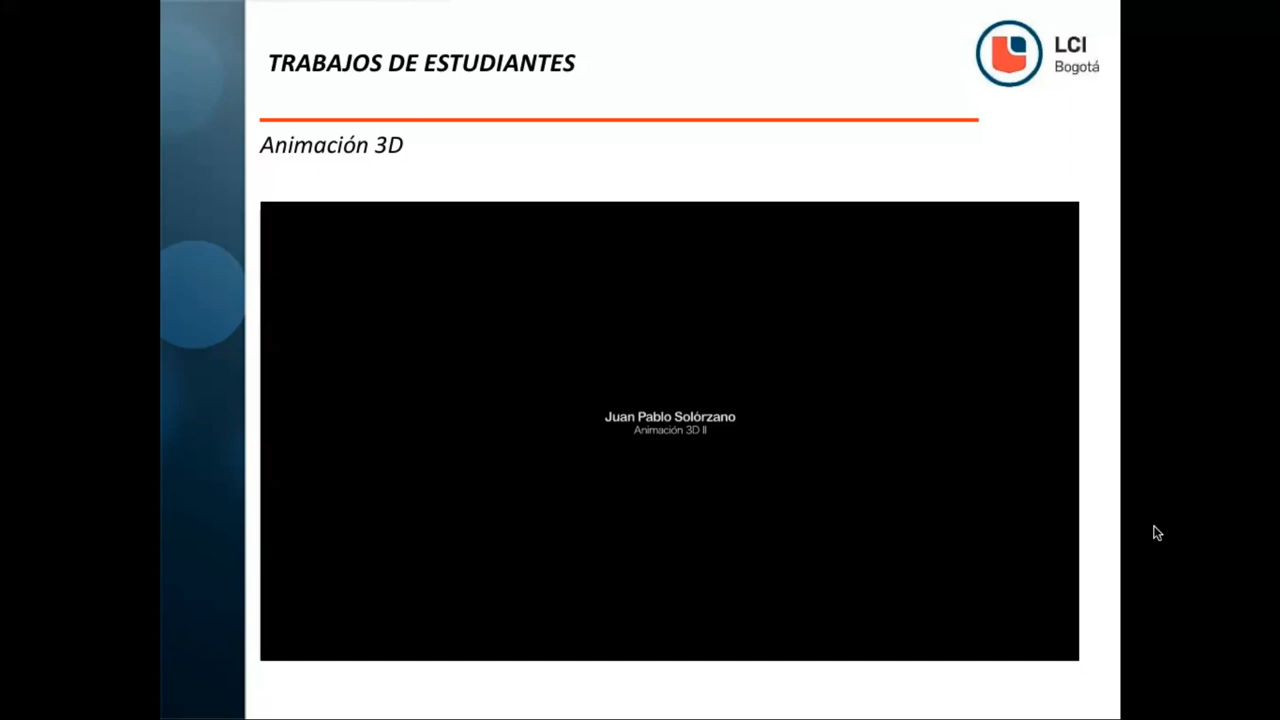 TRABAJOS DE ESTUDIANTES
LCI
Bogotá
Animación 3D
Juan Pablo Solórzano
Animación 3D II